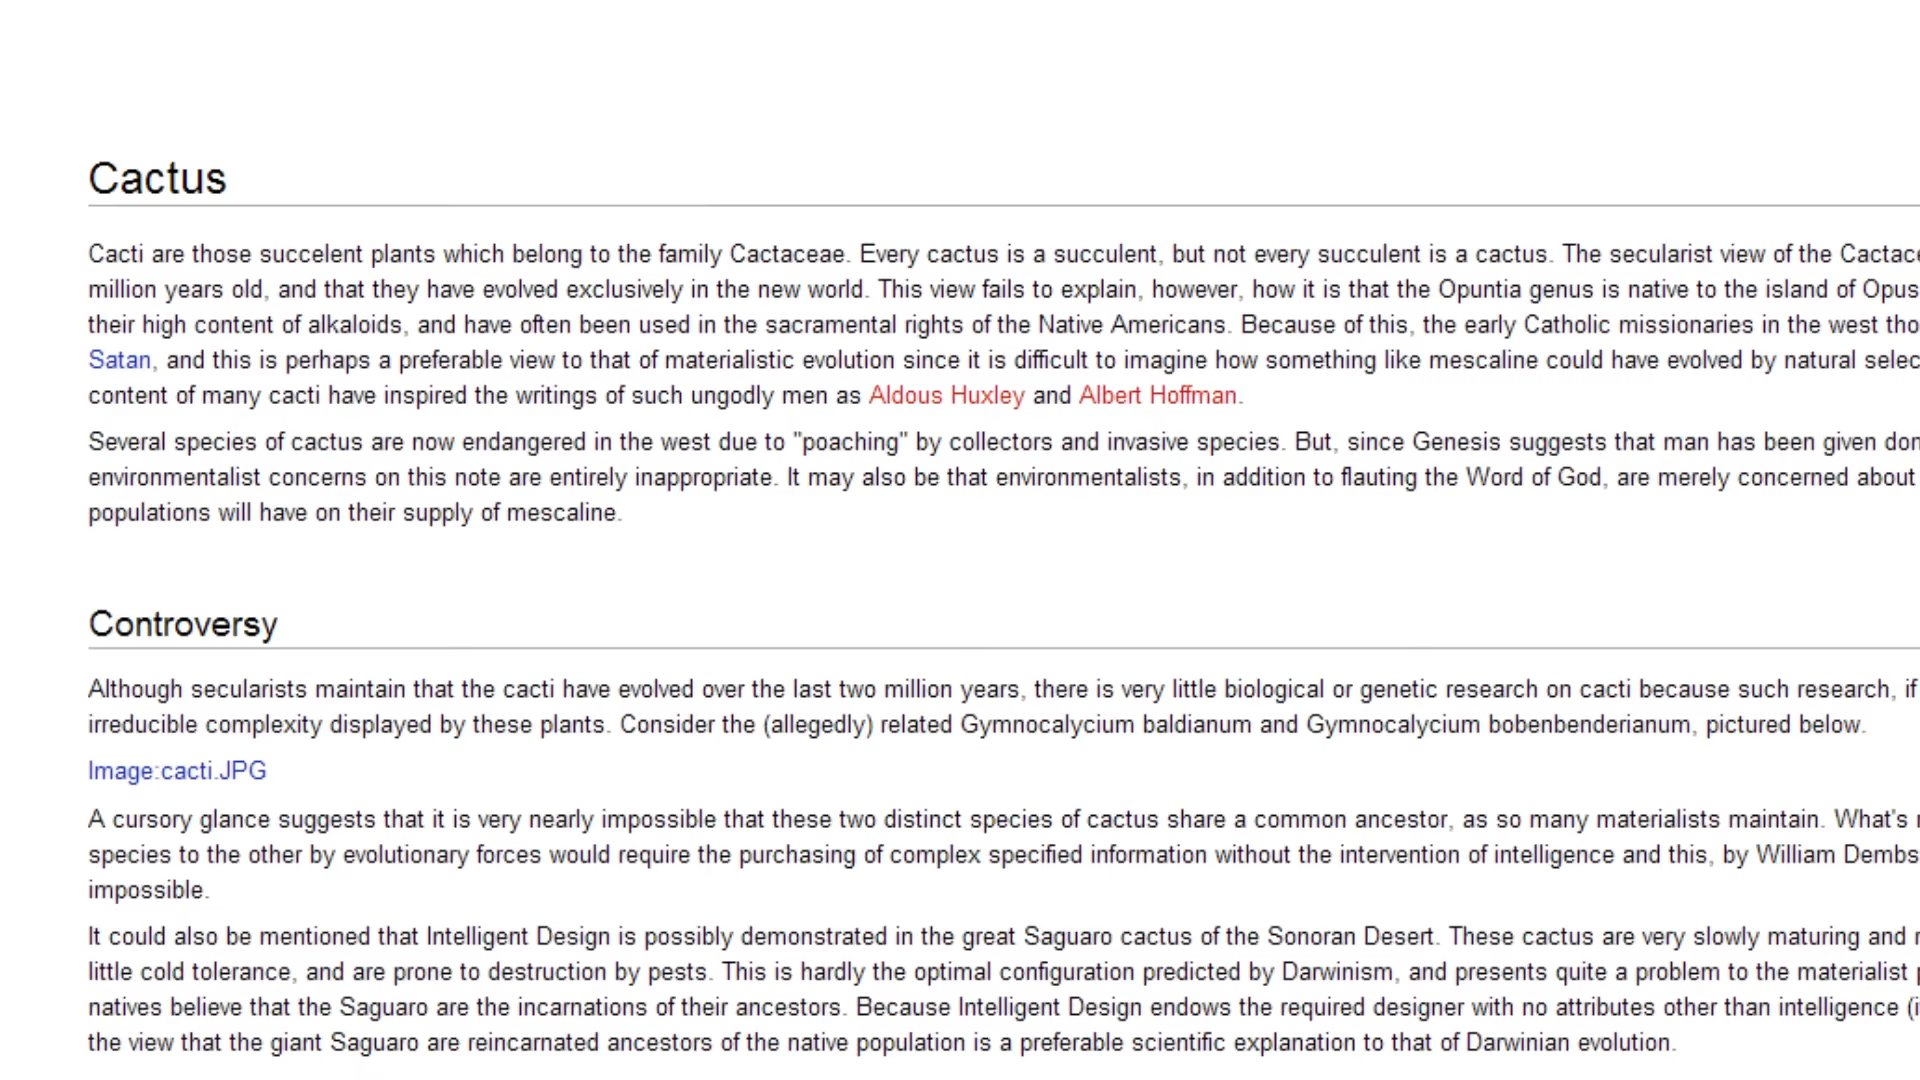 Cactus
Cacti are those succelent plants which belong to the family Cactaceae. Every cactus is a succulent, but not every succulent is a cactus. The secularist view of the Cactac
million years old, and that they have evolved exclusively in the new world. This view fails to explain, however, how it is that the Opuntia genus is native to the island of Opus
their high content of alkaloids, and have often been used in the sacramental rights of the Native Americans. Because of this, the early Catholic missionaries in the west tho
Satan, and this is perhaps a preferable view to that of materialistic evolution since it is difficult to imagine how something like mescaline could have evolved by natural selec
content of many cacti have inspired the writings of such ungodly men as Aldous Huxley and Albert Hoffman.
Several species of cactus are now endangered in the west due to "poaching" by collectors and invasive species. But, since Genesis suggests that man has been given don
environmentalist concerns on this note are entirely inappropriate. It may also be that environmentalists, in addition to flauting the Word of God, are merely concerned about
populations will have on their supply of mescaline.
Controversy
Although secularists maintain that the cacti have evolved over the last two million years, there is very little biological or genetic research on cacti because such research, if
irreducible complexity displayed by these plants. Consider the (allegedly) related Gymnocalycium baldianum and Gymnocalycium bobenbenderianum, pictured below.
Image:cacti.JPG
A cursory glance suggests that it is very nearly impossible that these two distinct species of cactus share a common ancestor, as so many materialists maintain. What's
species to the other by evolutionary forces would require the purchasing of complex specified information without the intervention of intelligence and this, by William Dembs
impossible.
It could also be mentioned that Intelligent Design is possibly demonstrated in the great Saguaro cactus of the Sonoran Desert. These cactus are very slowly maturing and
little cold tolerance, and are prone to destruction by pests. This is hardly the optimal configuration predicted by Darwinism, and presents quite a problem to the materialist
natives believe that the Saguaro are the incarnations of their ancestors. Because Intelligent Design endows the required designer with no attributes other than intelligence (i
the view that the giant Saguaro are reincarnated ancestors of the native population is a preferable scientific explanation to that of Darwinian evolution.